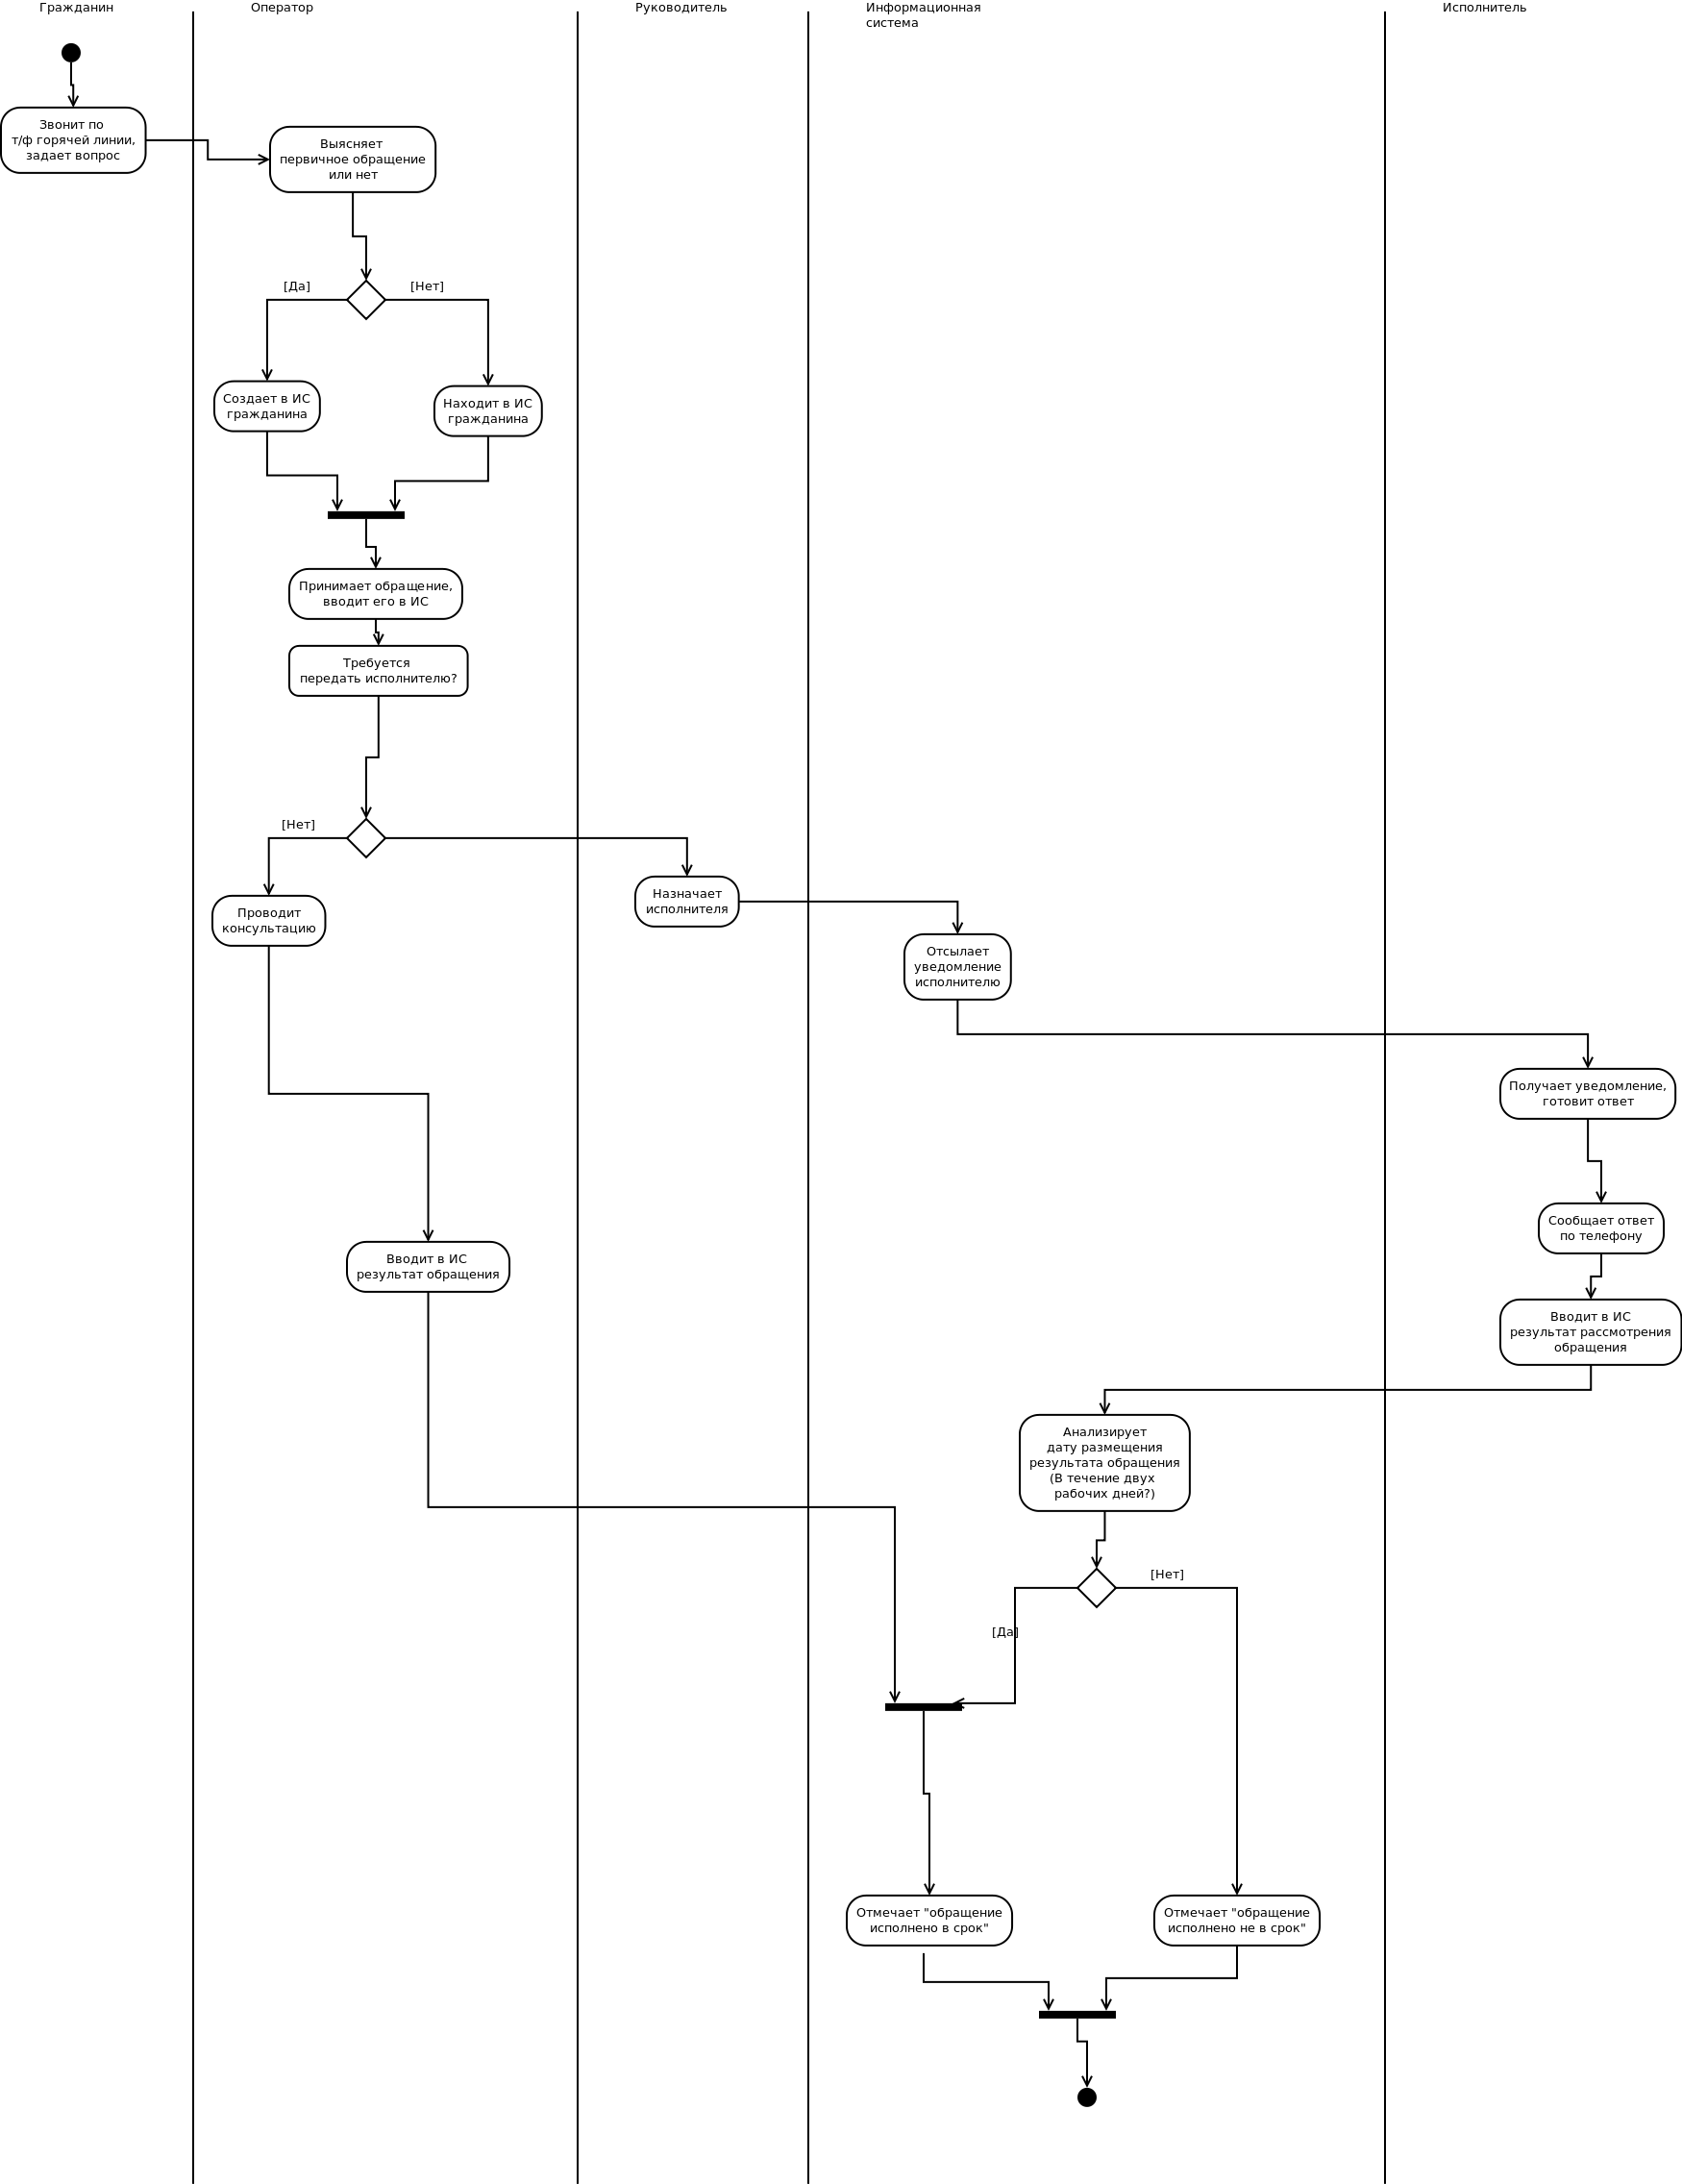 Гражданин
Оператор
Руководитель
Информационная
система
Исполнитель
Звонит по
т/ф горячей линии,
задает вопрос
Выясняет
первичное обращение
или нет
[Да]
[Нет]
Создает в ИС
гражданина
Находит в ИС
гражданина
Принимает обращение,
вводит его в ИС
Требуется
передать исполнителю?
[Нет]
Проводит
консультацию
Назначает
исполнителя
Отсылает
уведомление
исполнителю
Получает уведомление,
готовит ответ
Сообщает ответ
по телефону
Вводит в ИС
результат обращения
Вводит в ИС
результат рассмотрения
обращения
Анализирует
дату размещения
результата обращения
(В течение двух
рабочих дней?)
[Нет]
[Да]
Отмечает "обращение
исполнено в срок"
Отмечает "обращение
исполнено не в срок"